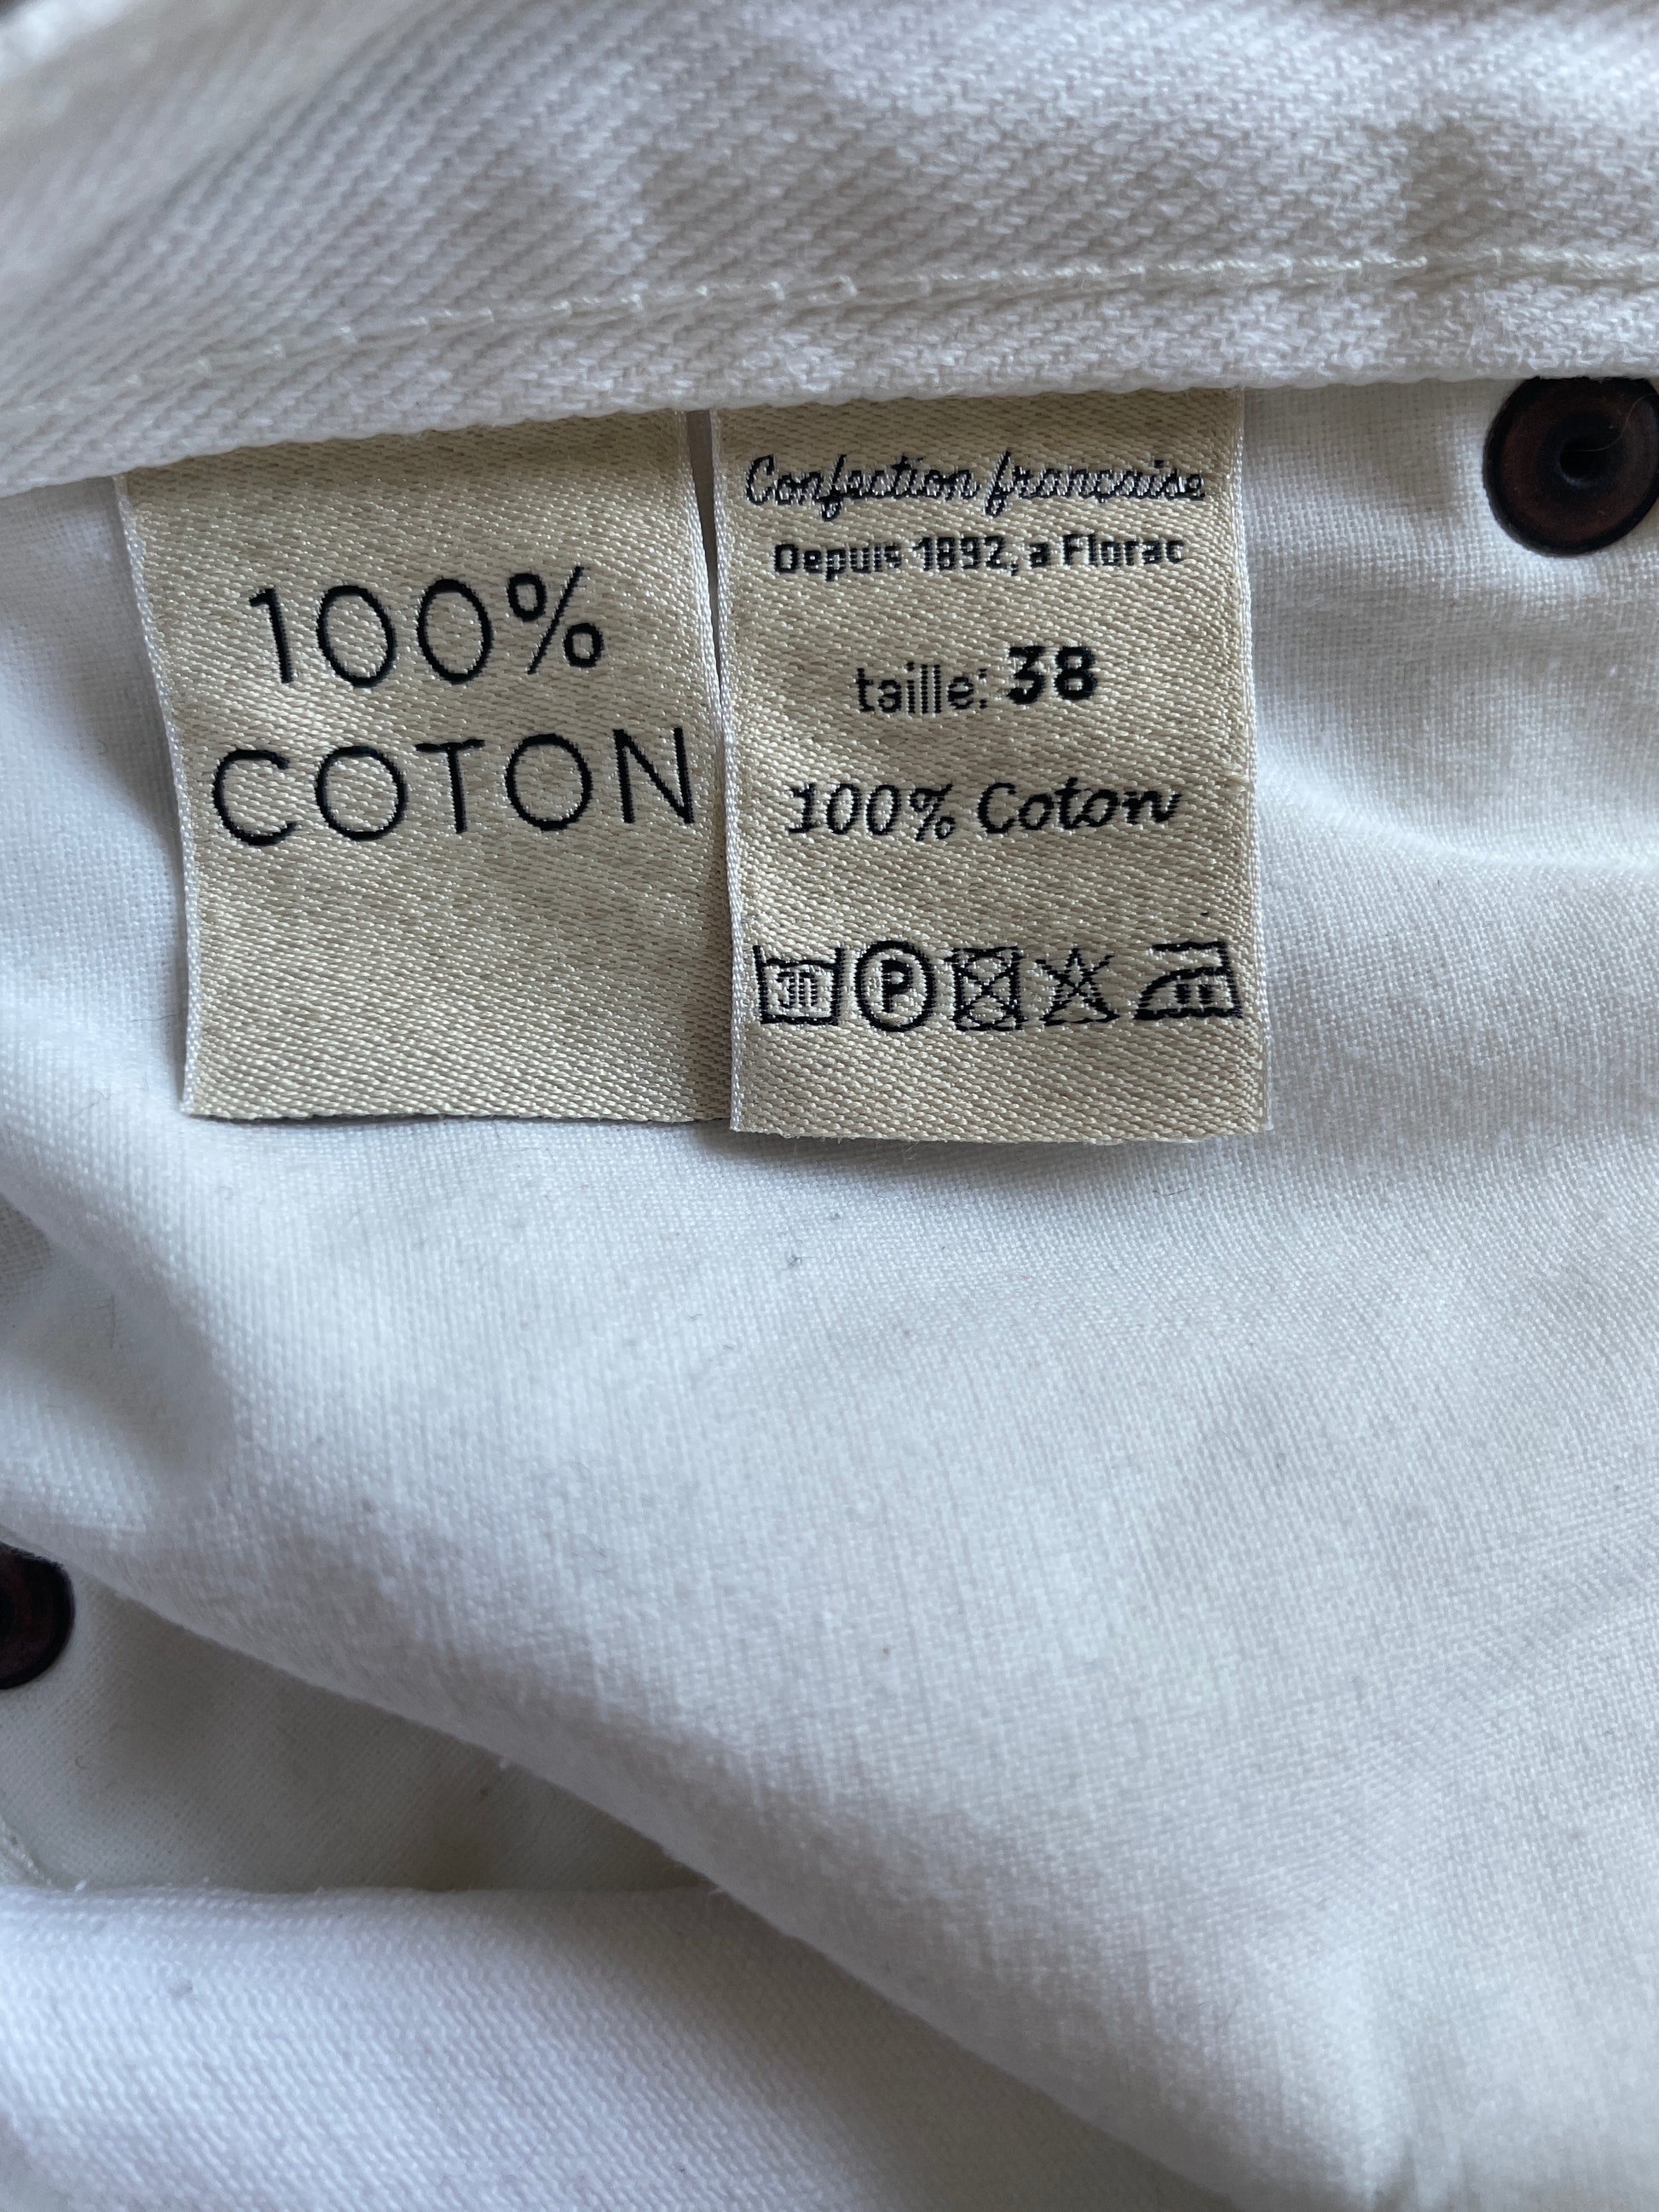 100%
COTON
Confection française
Depuis 1892, a Florac
taille: 38
100% Coton
30
P